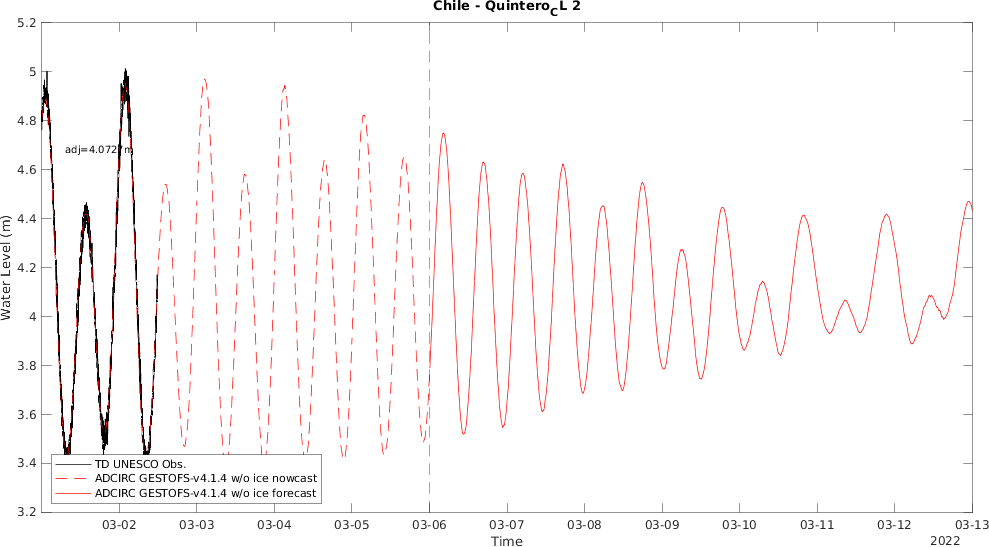 Chile - Quintero_CL 2
Water Level (m)
5.2
5
4.8
4.6
4.4
4.2
4
3.8
3.6
3.4
3.2
adj=4.0727m
TD UNESCO Obs.
ADCIRC GESTOFS-v4.1.4 w/o ice nowcast
ADCIRC GESTOFS-v4.1.4 w/o ice forecast
03-02 03-03 03-04 03-05 03-06 03-07 03-08 03-09 03-10 03-11 03-12 03-13
Time
2022